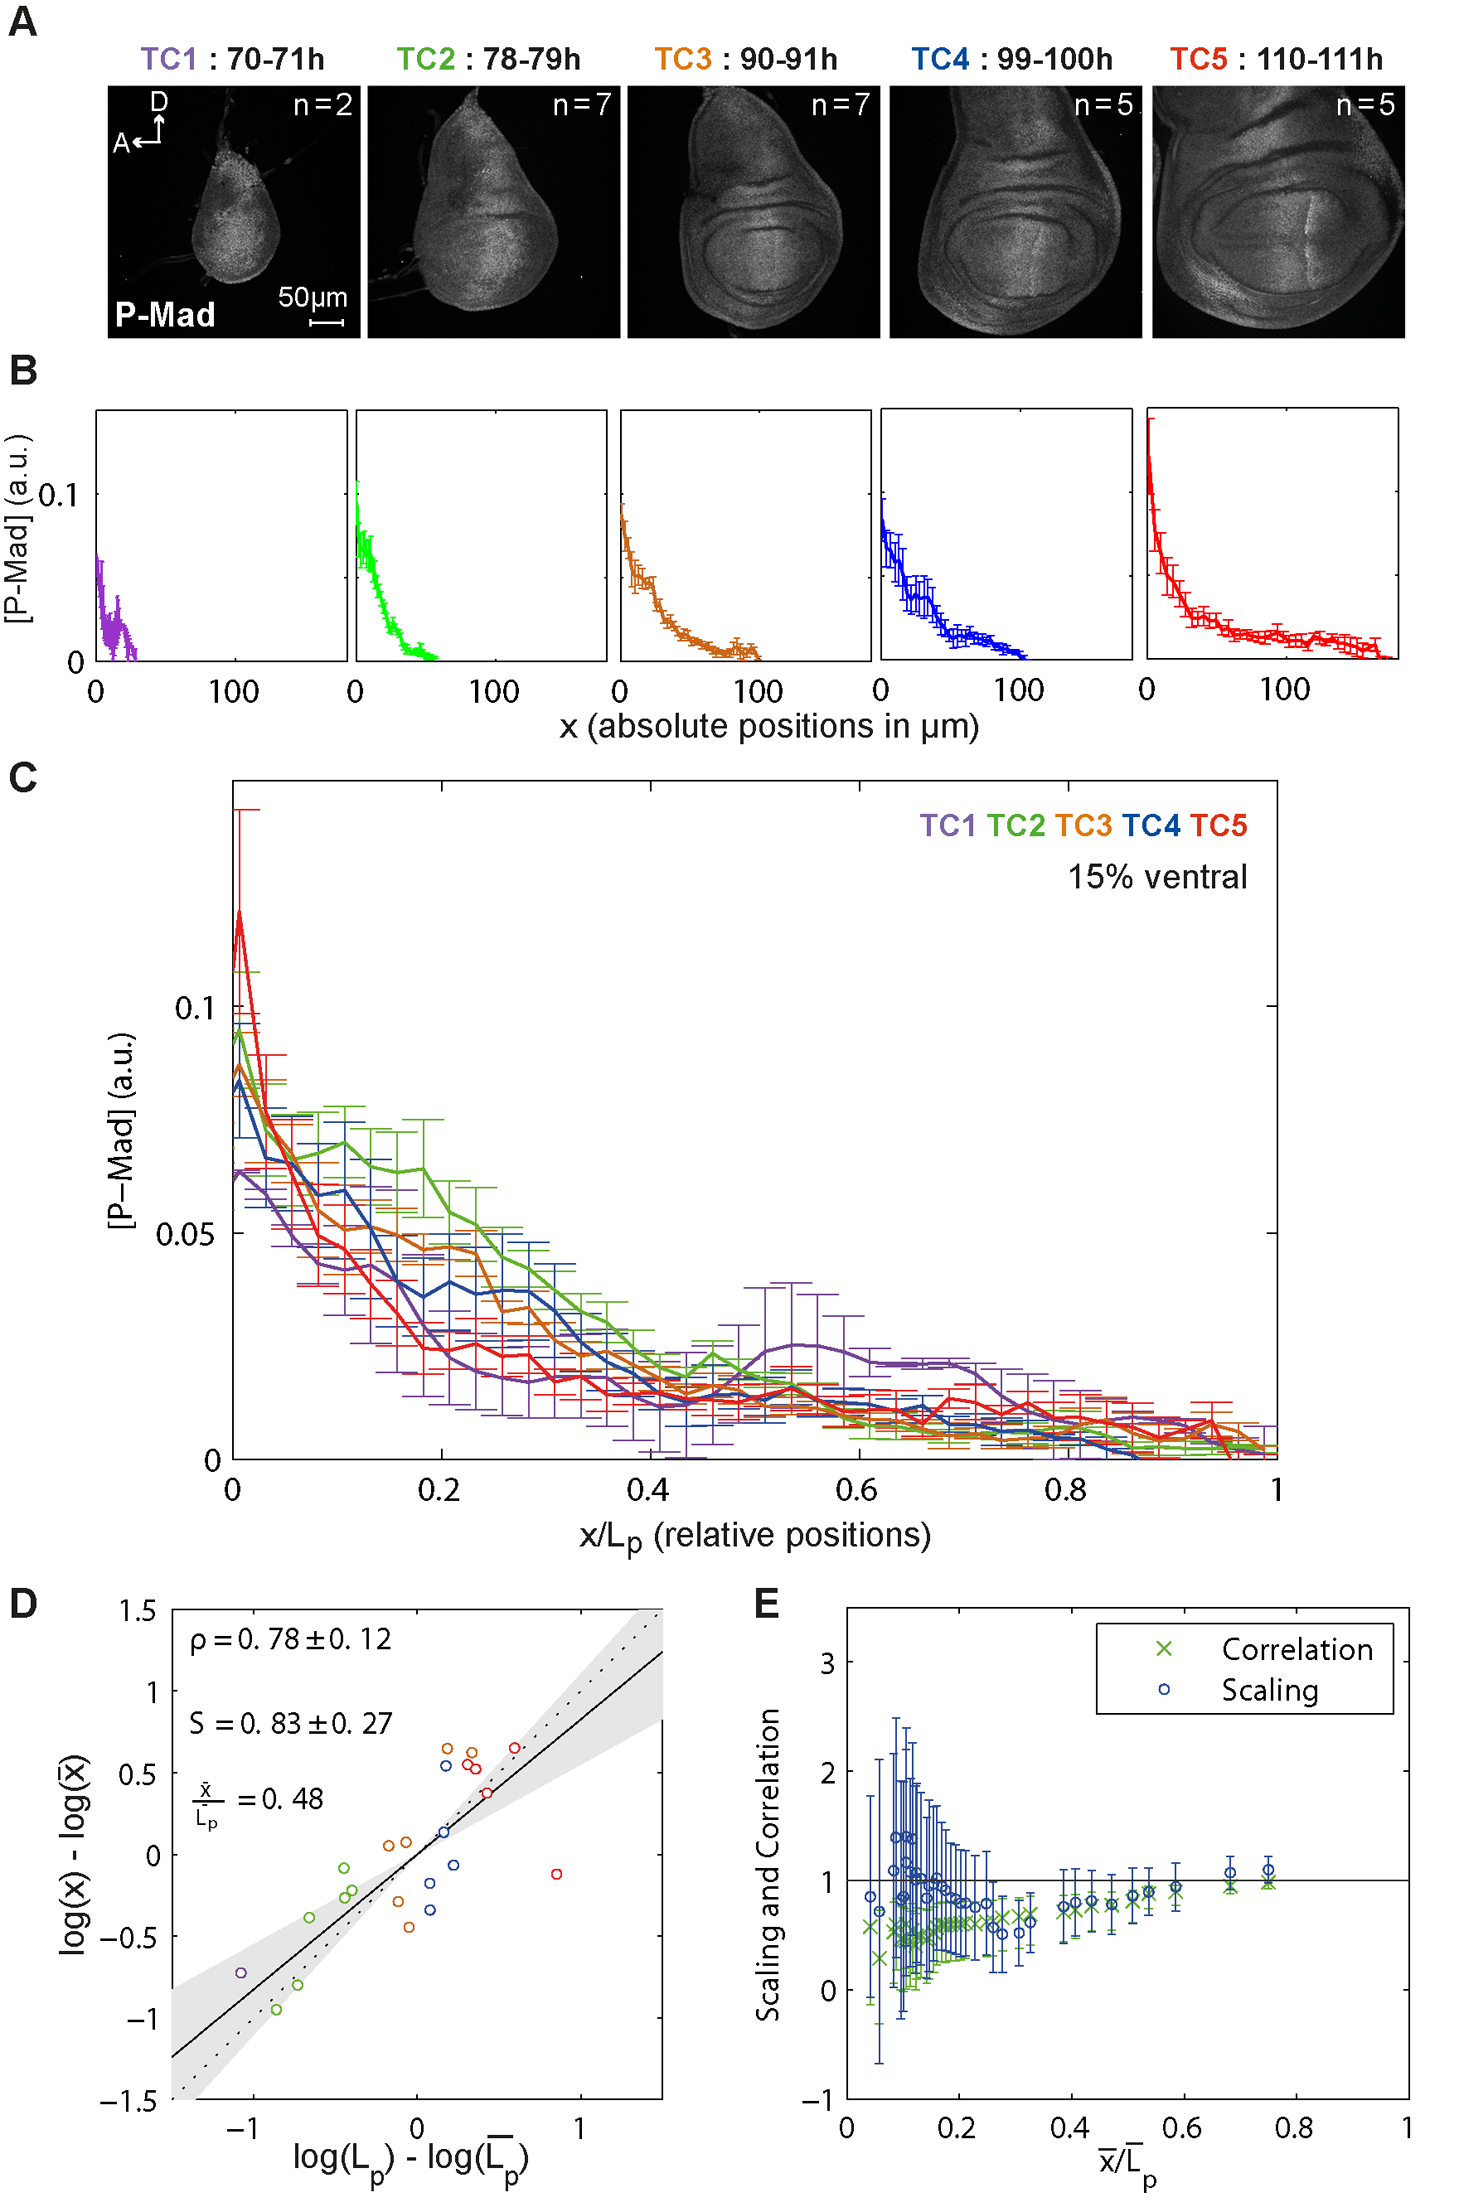 A
TC1 : 70-71h TC2 : 78-79h TC3 : 90-91h TC4 : 99-100h TC5 : 110-111h
D
A
n=2 n=7 n=7 n=5 n=5
50µm
P-Mad
B
[P-Mad] (a.u.)
0.1
0
0 100 0 100 0 100 0 100 0 100
x (absolute positions in µm)
C
TC1 TC2 TC3 TC4 TC5
15% ventral
[P−Mad] (a.u.)
0.1
0.05
0
0 0.2 0.4 0.6 0.8 1
x/Lp (relative positions)
D
ρ=0.78±0.12
S=0.83±0.27
x̄/L̄p =0.48
log(x) - log(x̄)
1.5
1
0.5
0
−0.5
−1
−1.5
−1 0 1
log(Lp) - log(L̄p)
E
Correlation
Scaling
Scaling and Correlation
3
2
1
0
−1
0 0.2 0.4 0.6 0.8 1
x̄/L̄p